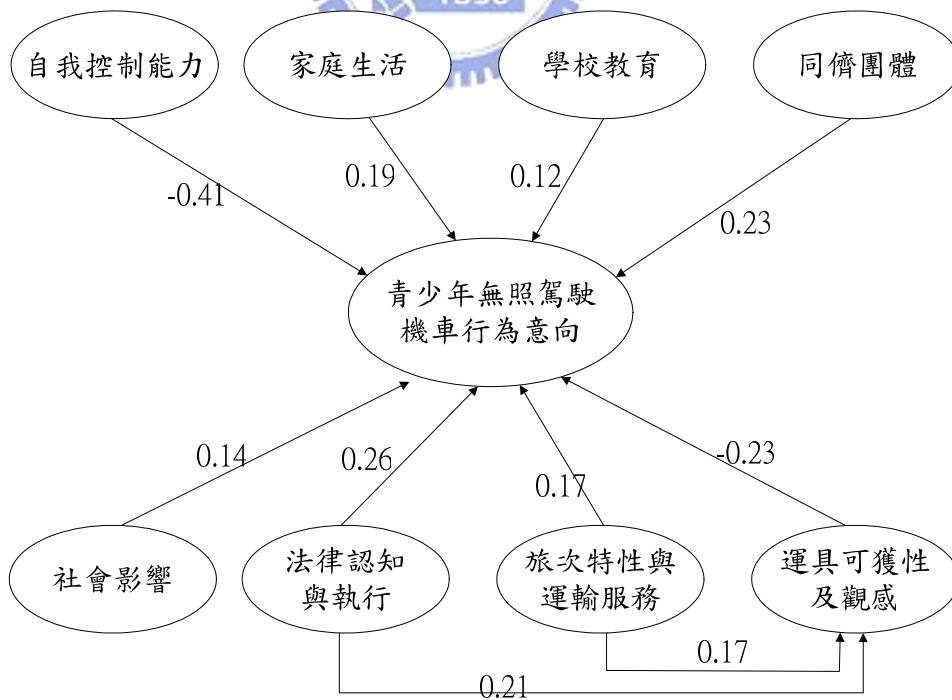 1896
自我控制能力
家庭生活
學校教育
同儕團體
-0.41
0.19
0.12
0.23
青少年無照駕駛
機車行為意向
0.14
0.26
0.17
-0.23
社會影響
法律認知
與執行
旅次特性與
運輸服務
運具可獲性
及觀感
0.17
0.21